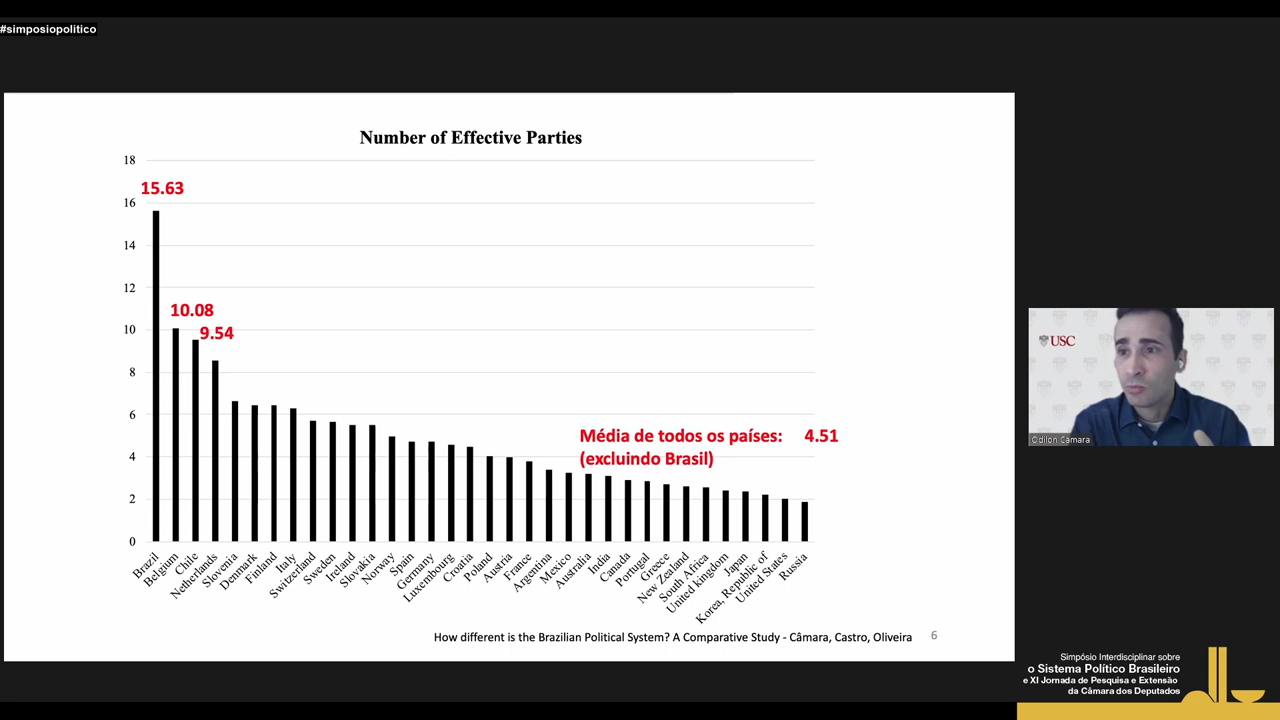 #simposiopolitico
Number of Effective Parties
18
16
14
12
10
8
6
4
2
0
15.63
10.08
9.54
Média de todos os países: 4.51
(excluindo Brasil)
Brazil
Belgium
Chile
Netherlands
Slovenia
Denmark
Finland
Italy
Switzerland
Sweden
Ireland
Slovakia
Norway
Spain
Germany
Luxembourg
Croatia
Poland
Austria
France
Argentina
Mexico
Australia
India
Canada
Portugal
Greece
New Zealand
South Africa
United kingdom
Japan
Korea, Republic of
United States
Russia
How different is the Brazilian Political System? A Comparative Study - Câmara, Castro, Oliveira
6
USC
Odilon Camara
Simpósio Interdisciplinar sobre
o Sistema Político Brasileiro
e XI Jornada de Pesquisa e Extensão
da Câmara dos Deputados